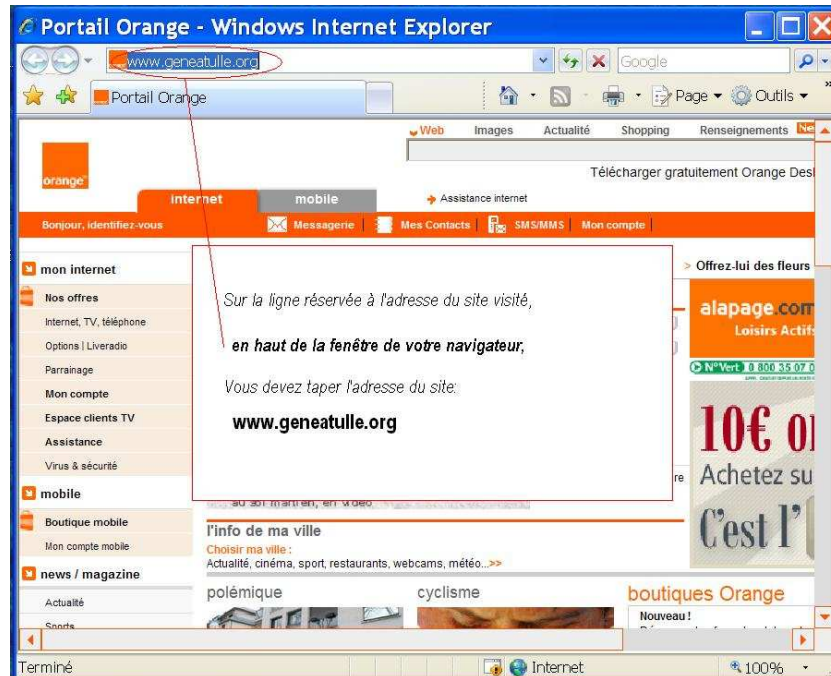 Portail Orange - Windows Internet Explorer
www.geneatulle.org
Google
Portail Orange
Page
Outils
Web Images Actualité Shopping Renseignements
Télécharger gratuitement Orange
orange
internet mobile Assistance internet
Bonjour, identifiez-vous Messagerie | Mes Contacts | SMS/MMS | Mon compte |
mon internet
Nos offres
Internet, TV, téléphone
Options | Liveradio
Parrainage
Mon compte
Espace clients TV
Assistance
Virus & sécurité
mobile
Boutique mobile
Mon compte mobile
news / magazine
Actualité
Sports
Sur la ligne réservée à l'adresse du site visité,
en haut de la fenêtre de votre navigateur,
Vous devez taper l'adresse du site:
www.geneatulle.org
> Offrez-lui des fleurs
alapage.com
Loisirs Actifs
N°Vert 0 800 35 07
10€
Achetez
C'est l'
l'info de ma ville
Choisir ma ville :
Actualité, cinéma, sport, restaurants, webcams, météo...>>
polémique cyclisme boutiques Orange
Nouveau !
Terminé Internet 100%